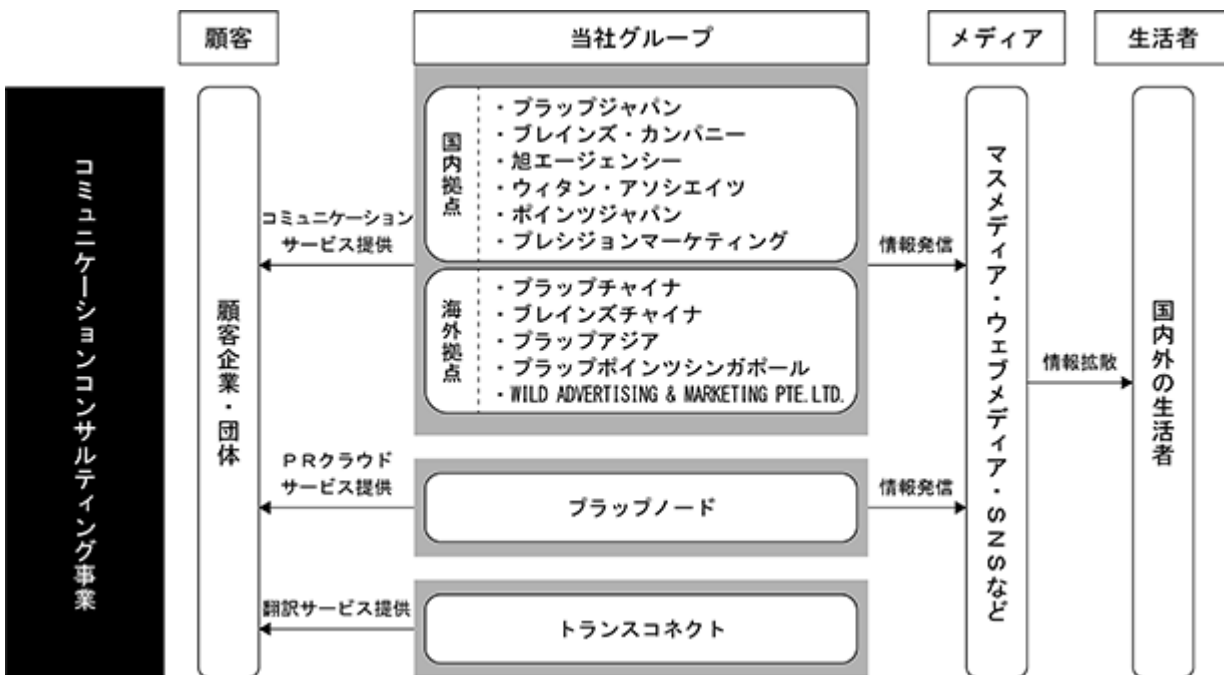 顧客
当社グループ
メディア
生活者
コミュニケーションコンサルティング事業
顧客企業・団体
コミュニケーション
サービス提供
国内拠点
・プラップジャパン
・ブレインズ・カンパニー
・旭エージェンシー
・ウィタン・アソシエイツ
・ポインツジャパン
・プレシジョンマーケティング
海外拠点
・プラップチャイナ
・ブレインズチャイナ
・プラップアジア
・プラップポインツシンガポール
・WILD ADVERTISING & MARKETING PTE.LTD.
情報発信
PRクラウド
サービス提供
プラップノード
情報発信
翻訳サービス提供
トランスコネクト
マスメディア・ウェブメディア・SNSなど
情報拡散
国内外の生活者